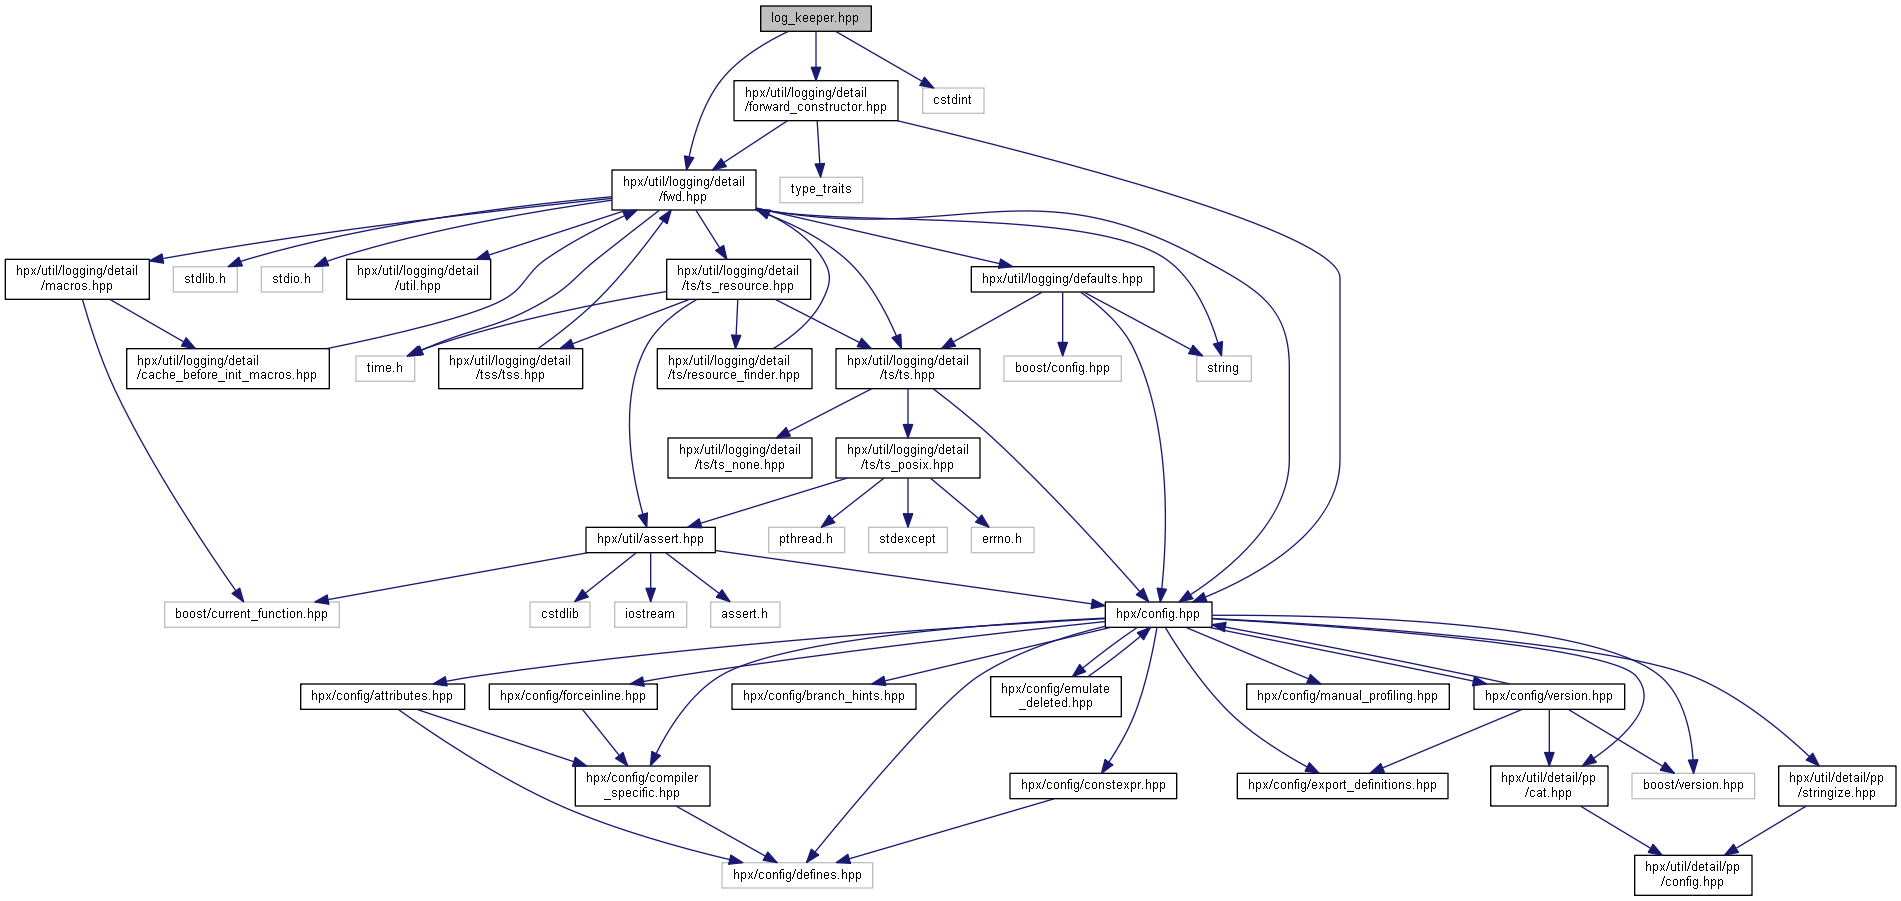 log_keeper.hpp
hpx/util/logging/detail
/forward_constructor.hpp
cstdint
hpx/util/logging/detail
/fwd.hpp
type_traits
hpx/util/logging/detail
/macros.hpp
stdlib.h
stdio.h
hpx/util/logging/detail
/util.hpp
hpx/util/logging/detail
/ts/ts_resource.hpp
hpx/util/logging/defaults.hpp
hpx/util/logging/detail
/cache_before_init_macros.hpp
time.h
hpx/util/logging/detail
/tss/tss.hpp
hpx/util/logging/detail
/ts/resource_finder.hpp
hpx/util/logging/detail
/ts/ts.hpp
boost/config.hpp
string
hpx/util/logging/detail
/ts/ts_none.hpp
hpx/util/logging/detail
/ts/ts_posix.hpp
hpx/util/assert.hpp
pthread.h
stdexcept
errno.h
boost/current_function.hpp
cstdlib
iostream
assert.h
hpx/config.hpp
hpx/config/attributes.hpp
hpx/config/forceinline.hpp
hpx/config/branch_hints.hpp
hpx/config/emulate
_deleted.hpp
hpx/config/manual_profiling.hpp
hpx/config/version.hpp
hpx/config/compiler
_specific.hpp
hpx/config/constexpr.hpp
hpx/config/export_definitions.hpp
hpx/util/detail/pp
/cat.hpp
boost/version.hpp
hpx/util/detail/pp
/stringize.hpp
hpx/config/defines.hpp
hpx/util/detail/pp
/config.hpp